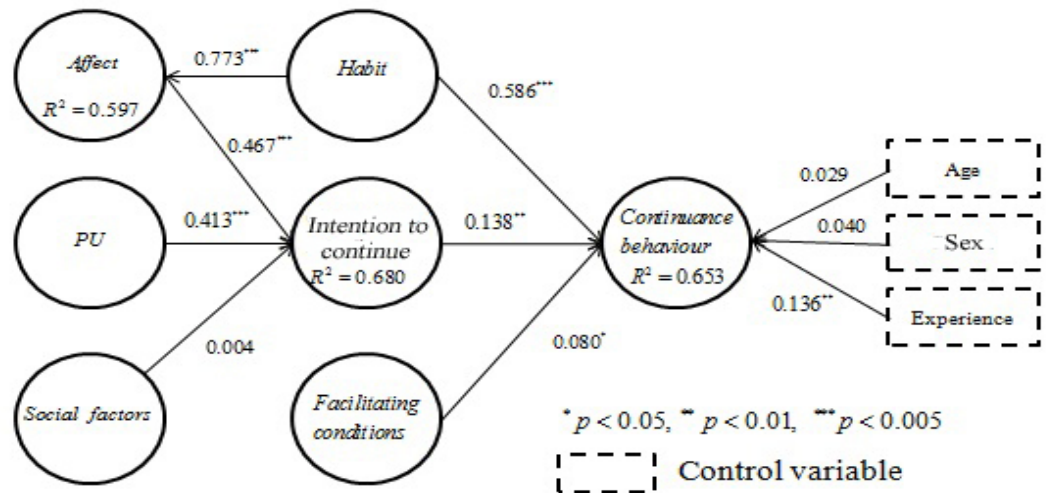 Affect
R² = 0.597
0.773***
Habit
0.586***
0.467***
PU
0.413***
Intention to
continue
R² = 0.680
0.138**
Continuance
behaviour
R² = 0.653
0.029
Age
0.040
Sex
0.136**
Experience
0.004
0.080*
Social factors
Facilitating
conditions
* p < 0.05, ** p < 0.01, *** p < 0.005
Control variable